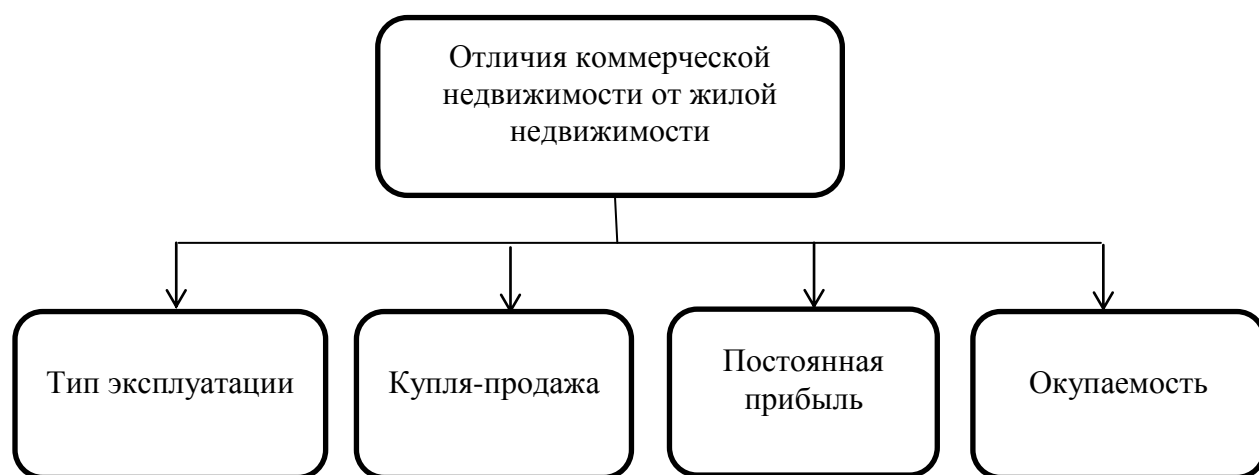 Отличия коммерческой
недвижимости от жилой
недвижимости
Тип эксплуатации
Купля-продажа
Постоянная
прибыль
Окупаемость